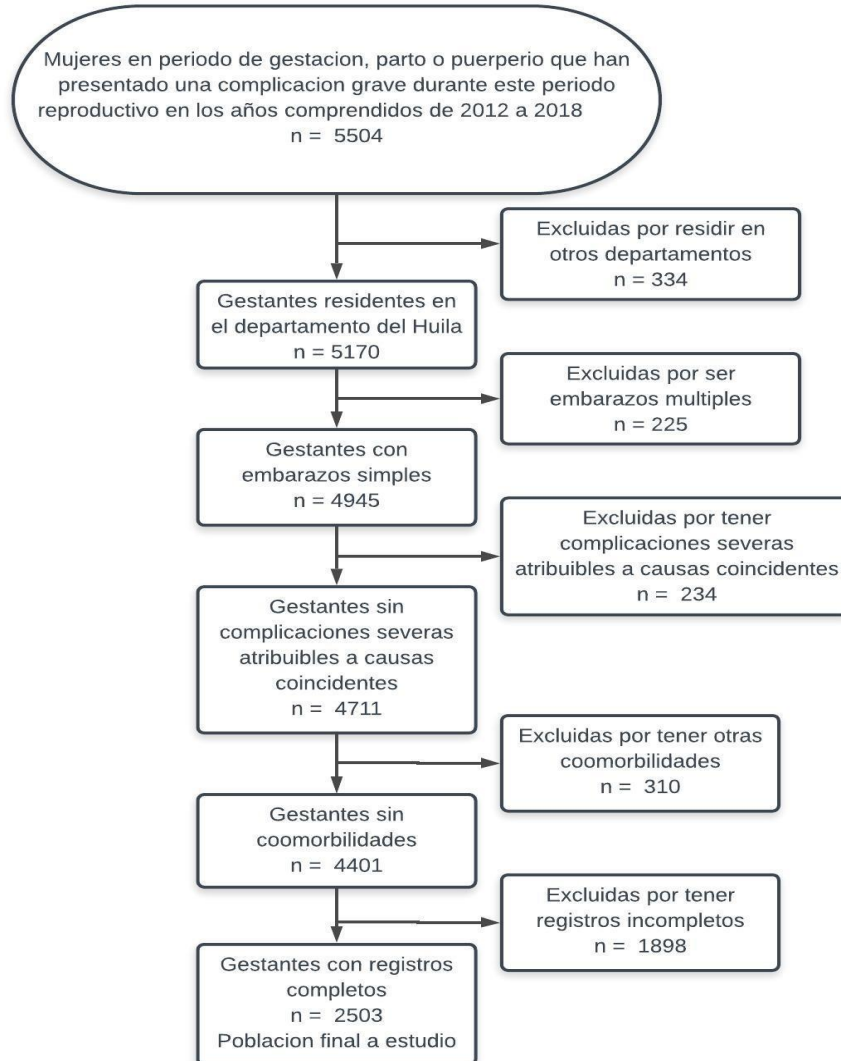 Mujeres en periodo de gestacion, parto o puerperio que han
presentado una complicacion grave durante este periodo
reproductivo en los años comprendidos de 2012 a 2018
n = 5504
Excluidas por residir en
otros departamentos
n = 334
Gestantes residentes en
el departamento del Huila
n = 5170
Excluidas por ser
embarazos multiples
n = 225
Gestantes con
embarazos simples
n = 4945
Excluidas por tener
complicaciones severas
atribuibles a causas coincidentes
n = 234
Gestantes sin
complicaciones severas
atribuibles a causas
coincidentes
n = 4711
Excluidas por tener otras
coomorbilidades
n = 310
Gestantes sin
coomorbilidades
n = 4401
Excluidas por tener
registros incompletos
n = 1898
Gestantes con registros
completos
n = 2503
Poblacion final a estudio